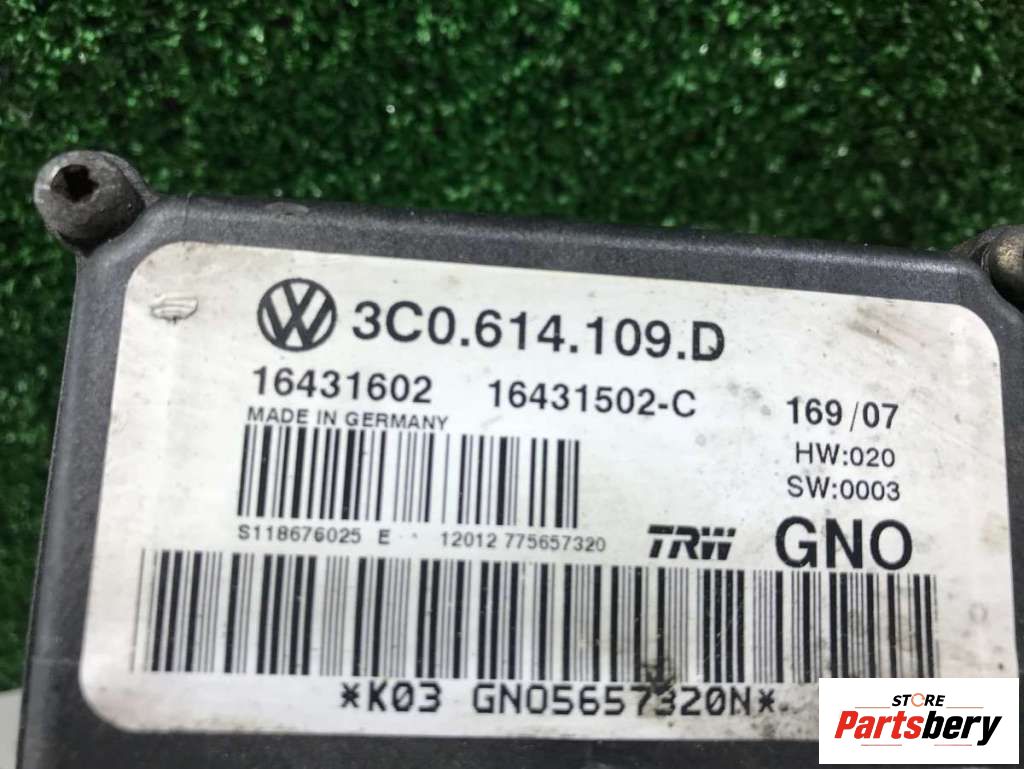 3C0.614.109.D
16431602 16431502-C 169/07
MADE IN GERMANY
HW:020
SW:0003
S118676025 E 12012 775657320 TRW GNO
*K03 GNO5657320N*
STORE
Partsbery